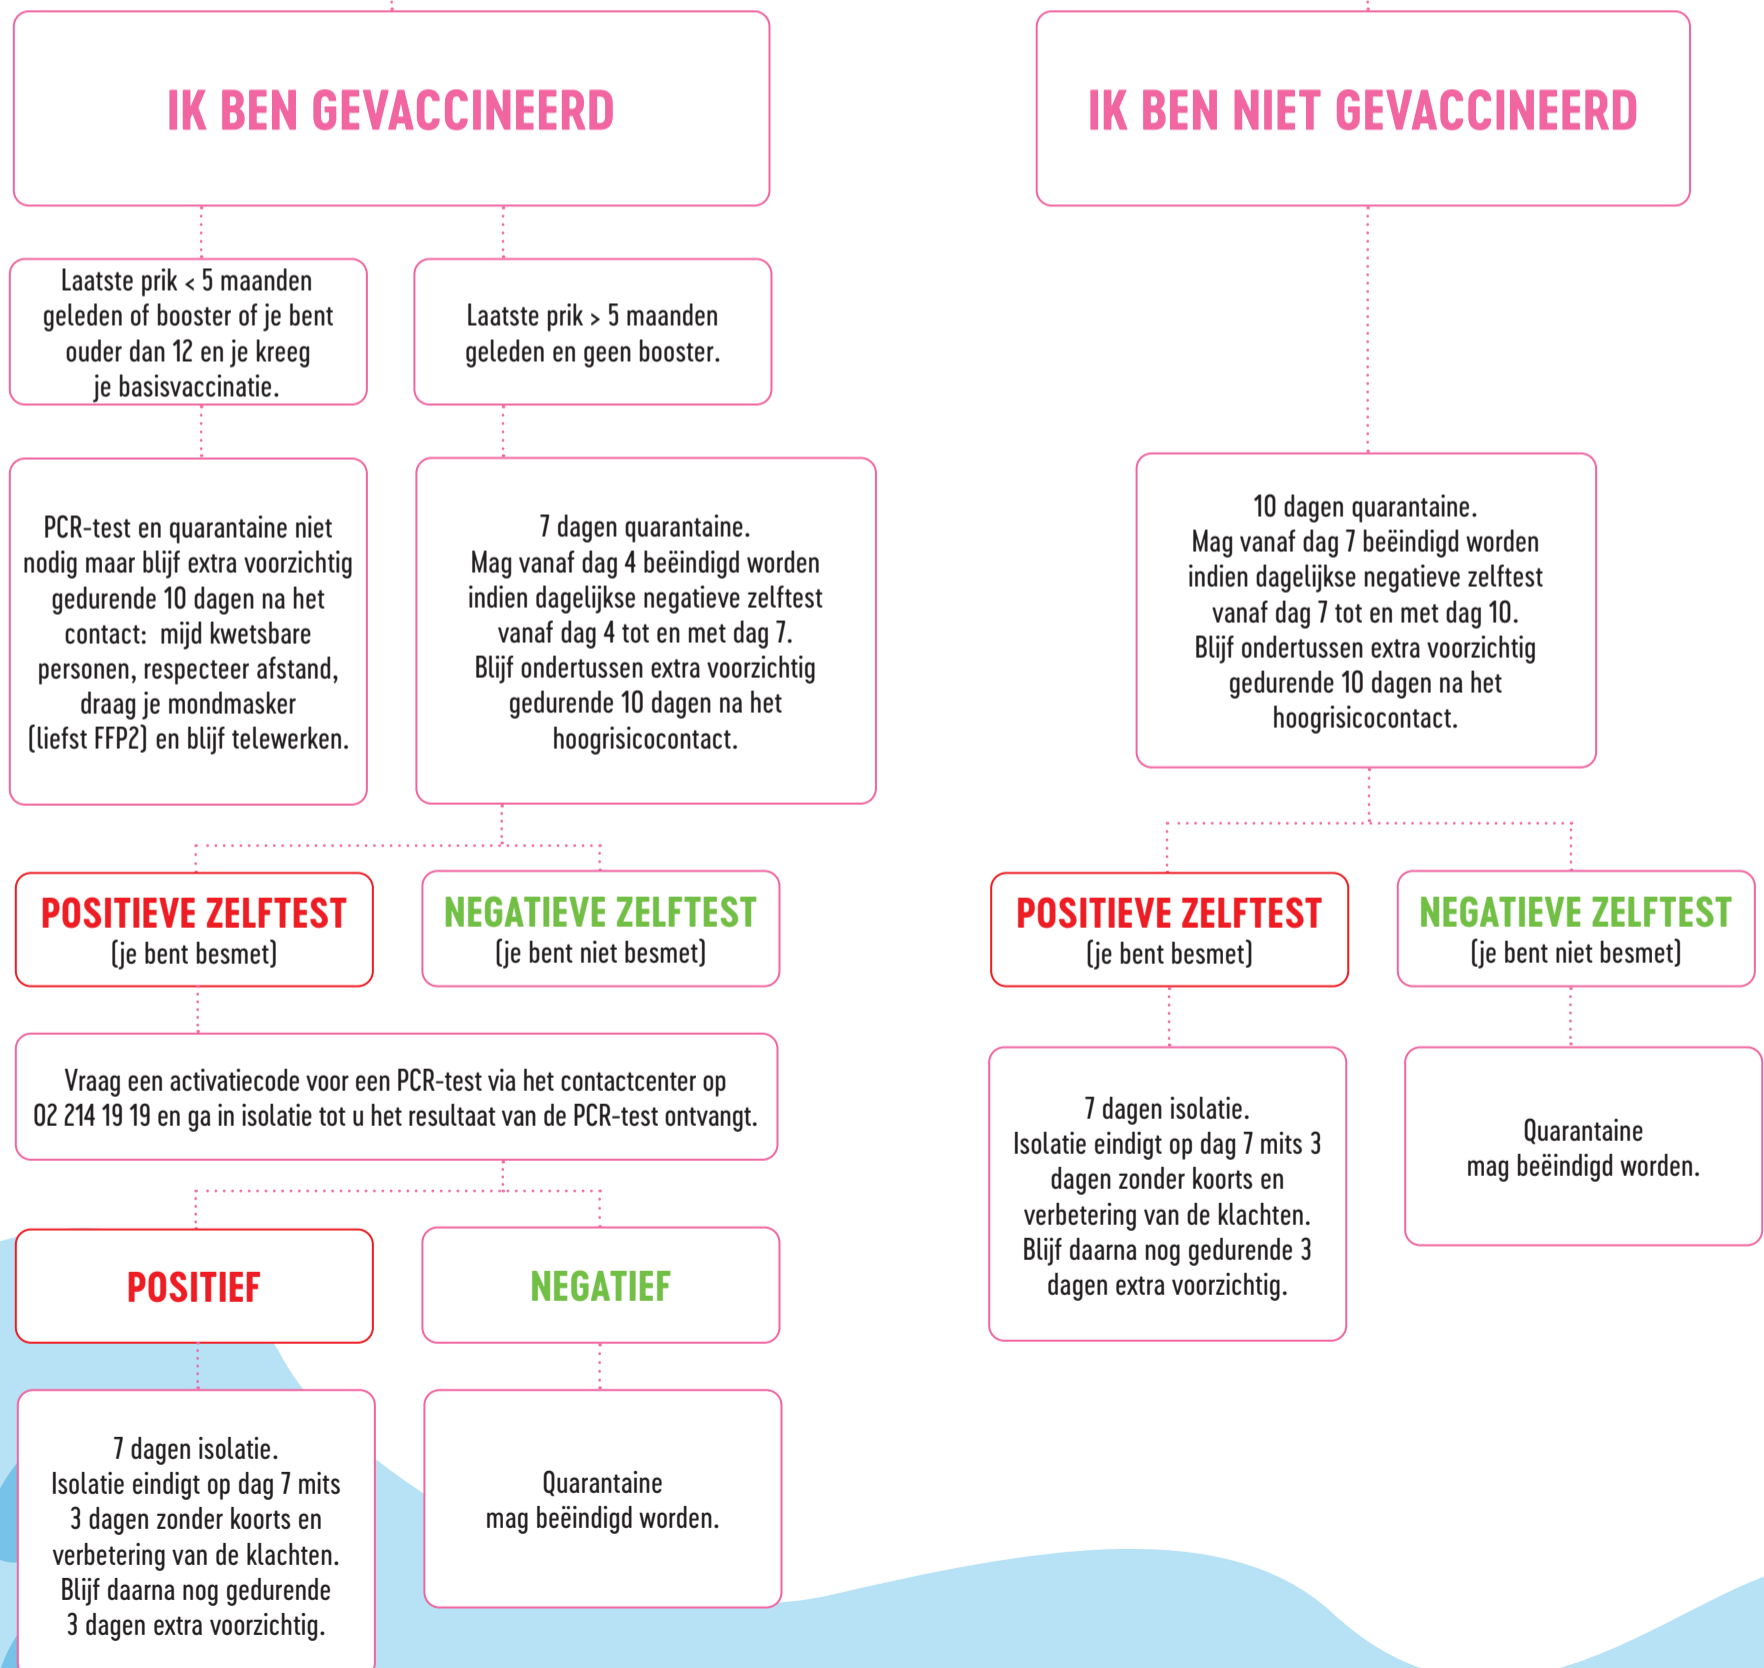 IK BEN GEVACCINEERD
IK BEN NIET GEVACCINEERD
Laatste prik < 5 maanden
geleden of booster of je bent
ouder dan 12 en je kreeg
je basisvaccinatie.
Laatste prik > 5 maanden
geleden en geen booster.
PCR-test en quarantaine niet
nodig maar blijf extra voorzichtig
gedurende 10 dagen na het
contact: mijd kwetsbare
personen, respecteer afstand,
draag je mondmasker
(liefst FFP2) en blijf telewerken.
7 dagen quarantaine.
Mag vanaf dag 4 beëindigd worden
indien dagelijkse negatieve zelftest
vanaf dag 4 tot en met dag 7.
Blijf ondertussen extra voorzichtig
gedurende 10 dagen na het
hoogrisicocontact.
10 dagen quarantaine.
Mag vanaf dag 7 beëindigd worden
indien dagelijkse negatieve zelftest
vanaf dag 7 tot en met dag 10.
Blijf ondertussen extra voorzichtig
gedurende 10 dagen na het
hoogrisicocontact.
POSITIEVE ZELFTEST
(je bent besmet)
NEGATIEVE ZELFTEST
(je bent niet besmet)
POSITIEVE ZELFTEST
(je bent besmet)
NEGATIEVE ZELFTEST
(je bent niet besmet)
Vraag een activatiecode voor een PCR-test via het contactcenter op
02 214 19 19 en ga in isolatie tot u het resultaat van de PCR-test ontvangt.
7 dagen isolatie.
Isolatie eindigt op dag 7 mits 3
dagen zonder koorts en
verbetering van de klachten.
Blijf daarna nog gedurende 3
dagen extra voorzichtig.
Quarantaine
mag beëindigd worden.
POSITIEF
NEGATIEF
7 dagen isolatie.
Isolatie eindigt op dag 7 mits
3 dagen zonder koorts en
verbetering van de klachten.
Blijf daarna nog gedurende
3 dagen extra voorzichtig.
Quarantaine
mag beëindigd worden.